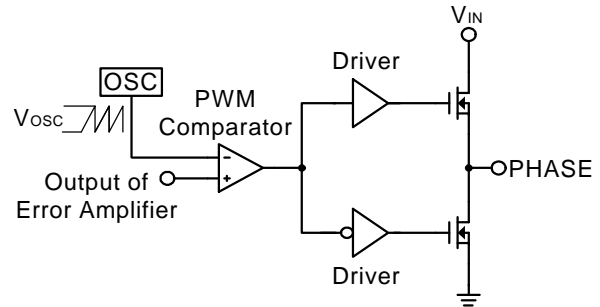 VIN
Driver
OSC
PWM
Comparator
VOSC
-
+
Output of
Error Amplifier
PHASE
Driver